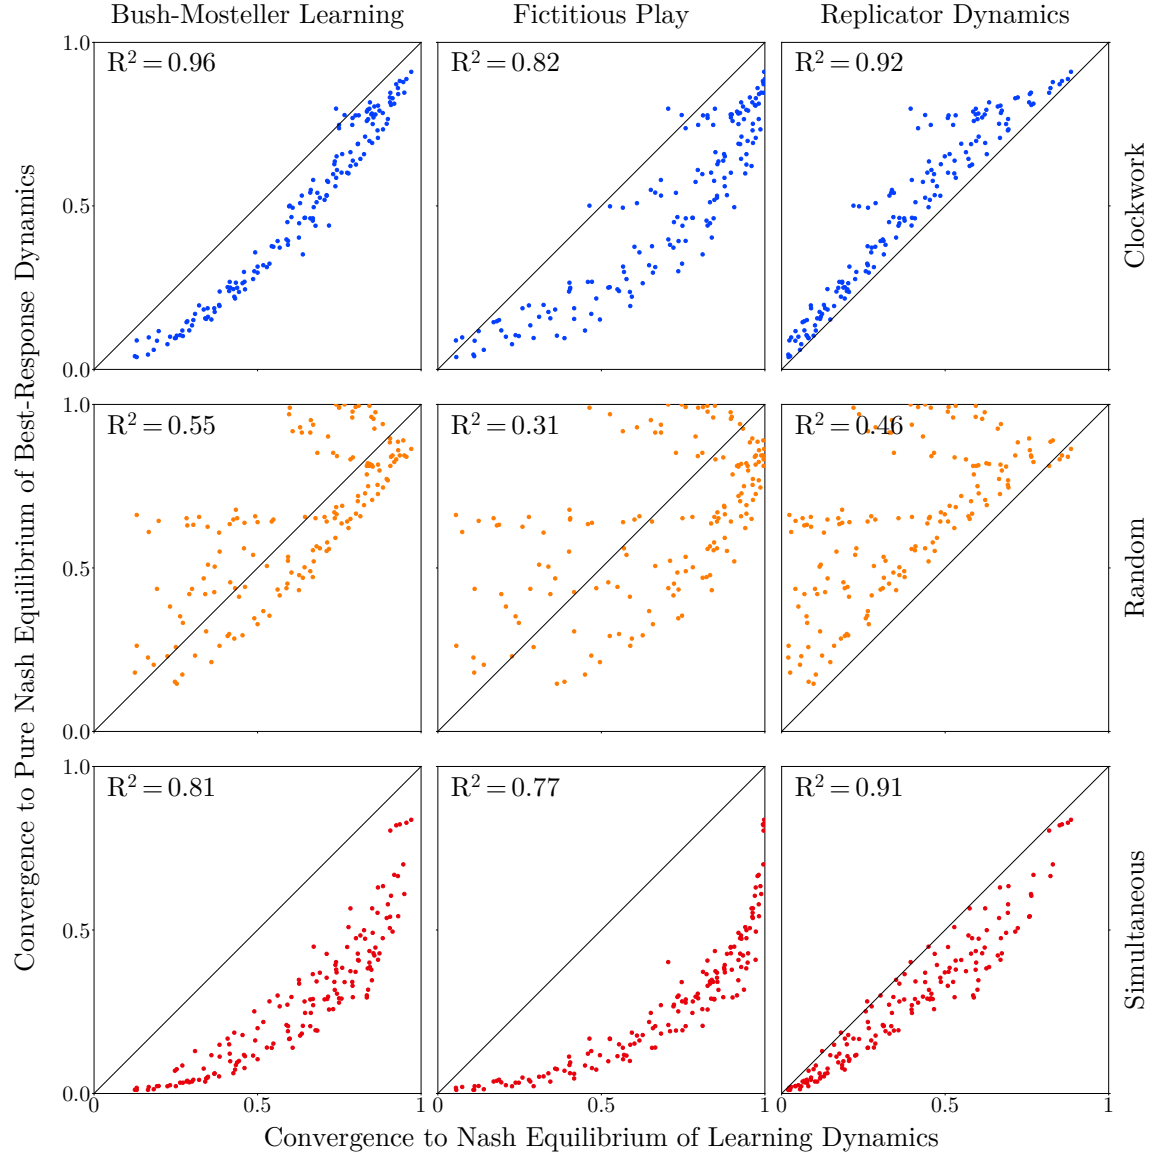 Bush-Mosteller Learning Fictitious Play Replicator Dynamics
Convergence to Pure Nash Equilibrium of Best-Response Dynamics
1.0
R² = 0.96 R² = 0.82 R² = 0.92
0.5
0.0
Clockwork
1.0
R² = 0.55 R² = 0.31 R² = 0.46
0.5
0.0
Random
1.0
R² = 0.81 R² = 0.77 R² = 0.91
0.5
0.0
Simultaneous
0 0.5 1 0 0.5 1 0 0.5 1
Convergence to Nash Equilibrium of Learning Dynamics